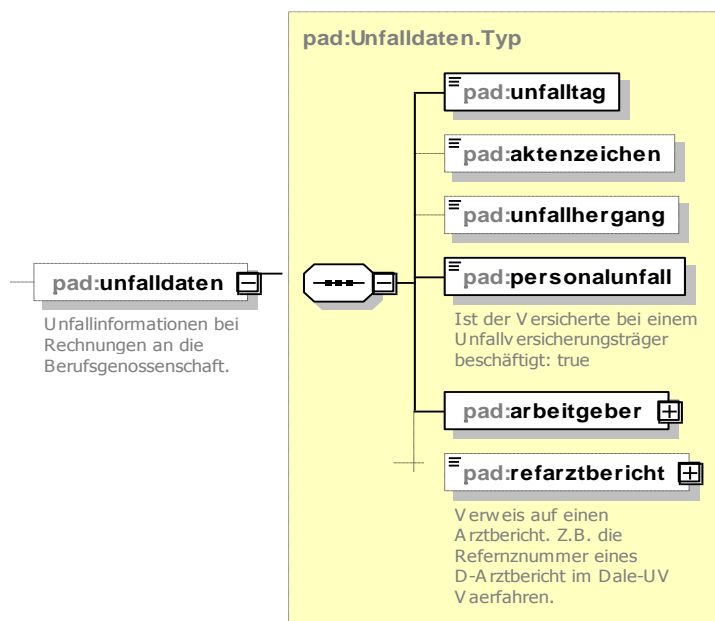 pad:Unfalldaten.Typ
pad:unfalltag
pad:aktenzeichen
pad:unfallhergang
pad:unfalldaten
Unfallinformationen bei
Rechnungen an die
Berufsgenossenschaft.
pad:personalunfall
Ist der Versicherte bei einem
Unfallversicherungsträger
beschäftigt: true
pad:arbeitgeber
pad:refarztbericht
Verweis auf einen
Arztbericht. Z.B. die
Refernznummer eines
D-Arztbericht im Dale-UV
Vaerfahren.